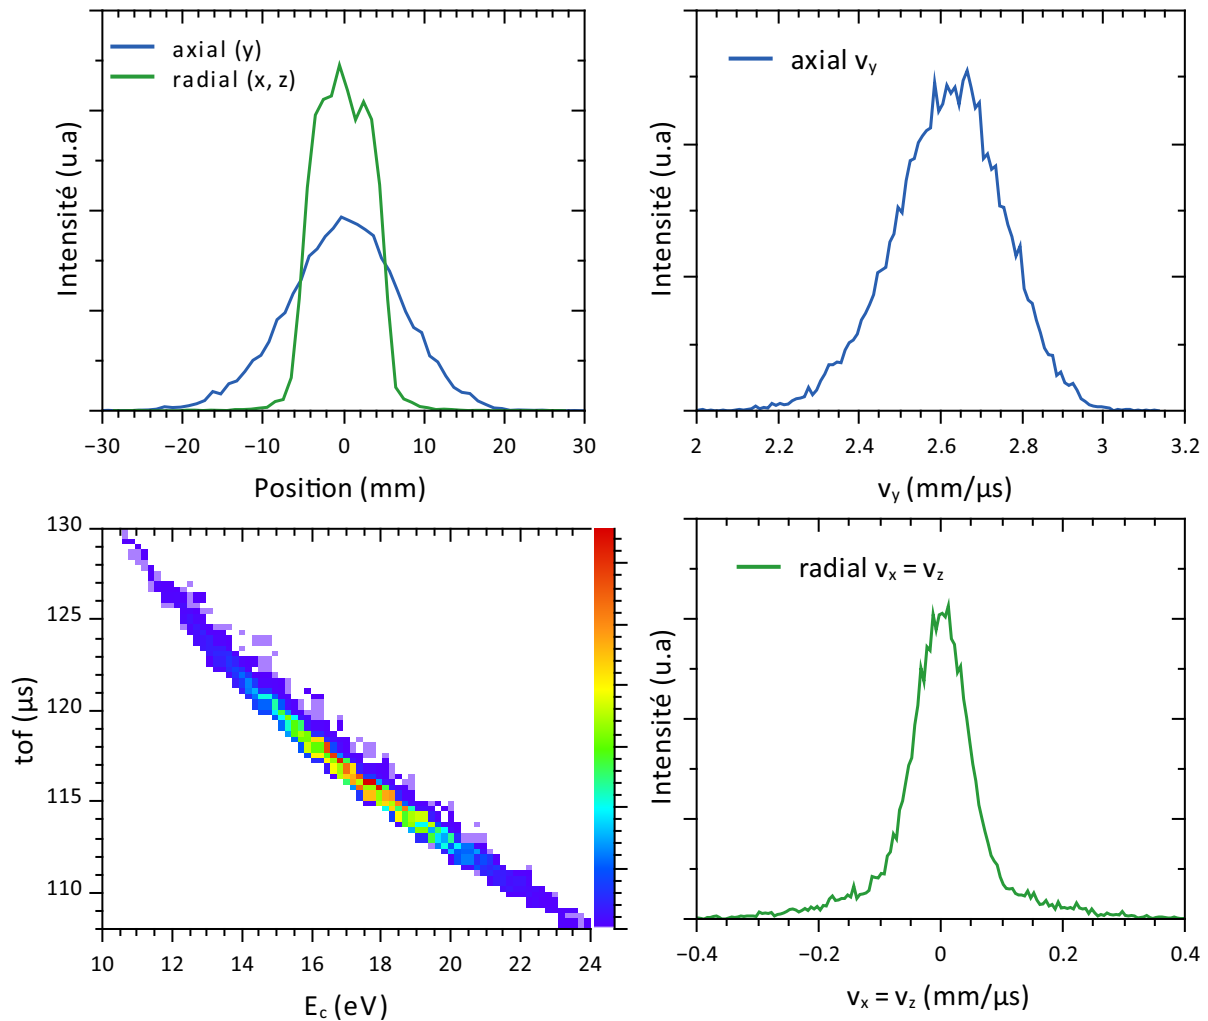 axial (y)
radial (x, z)
Intensité (u.a)
−30
−20
−10
0
10
20
30
Position (mm)
axial vy
Intensité (u.a)
2
2.2
2.4
2.6
2.8
3
3.2
vy (mm/µs)
130
125
120
115
110
tof (µs)
10
12
14
16
18
20
22
24
Ec (eV)
radial vx = vz
Intensité (u.a)
−0.4
−0.2
0
0.2
0.4
vx = vz (mm/µs)